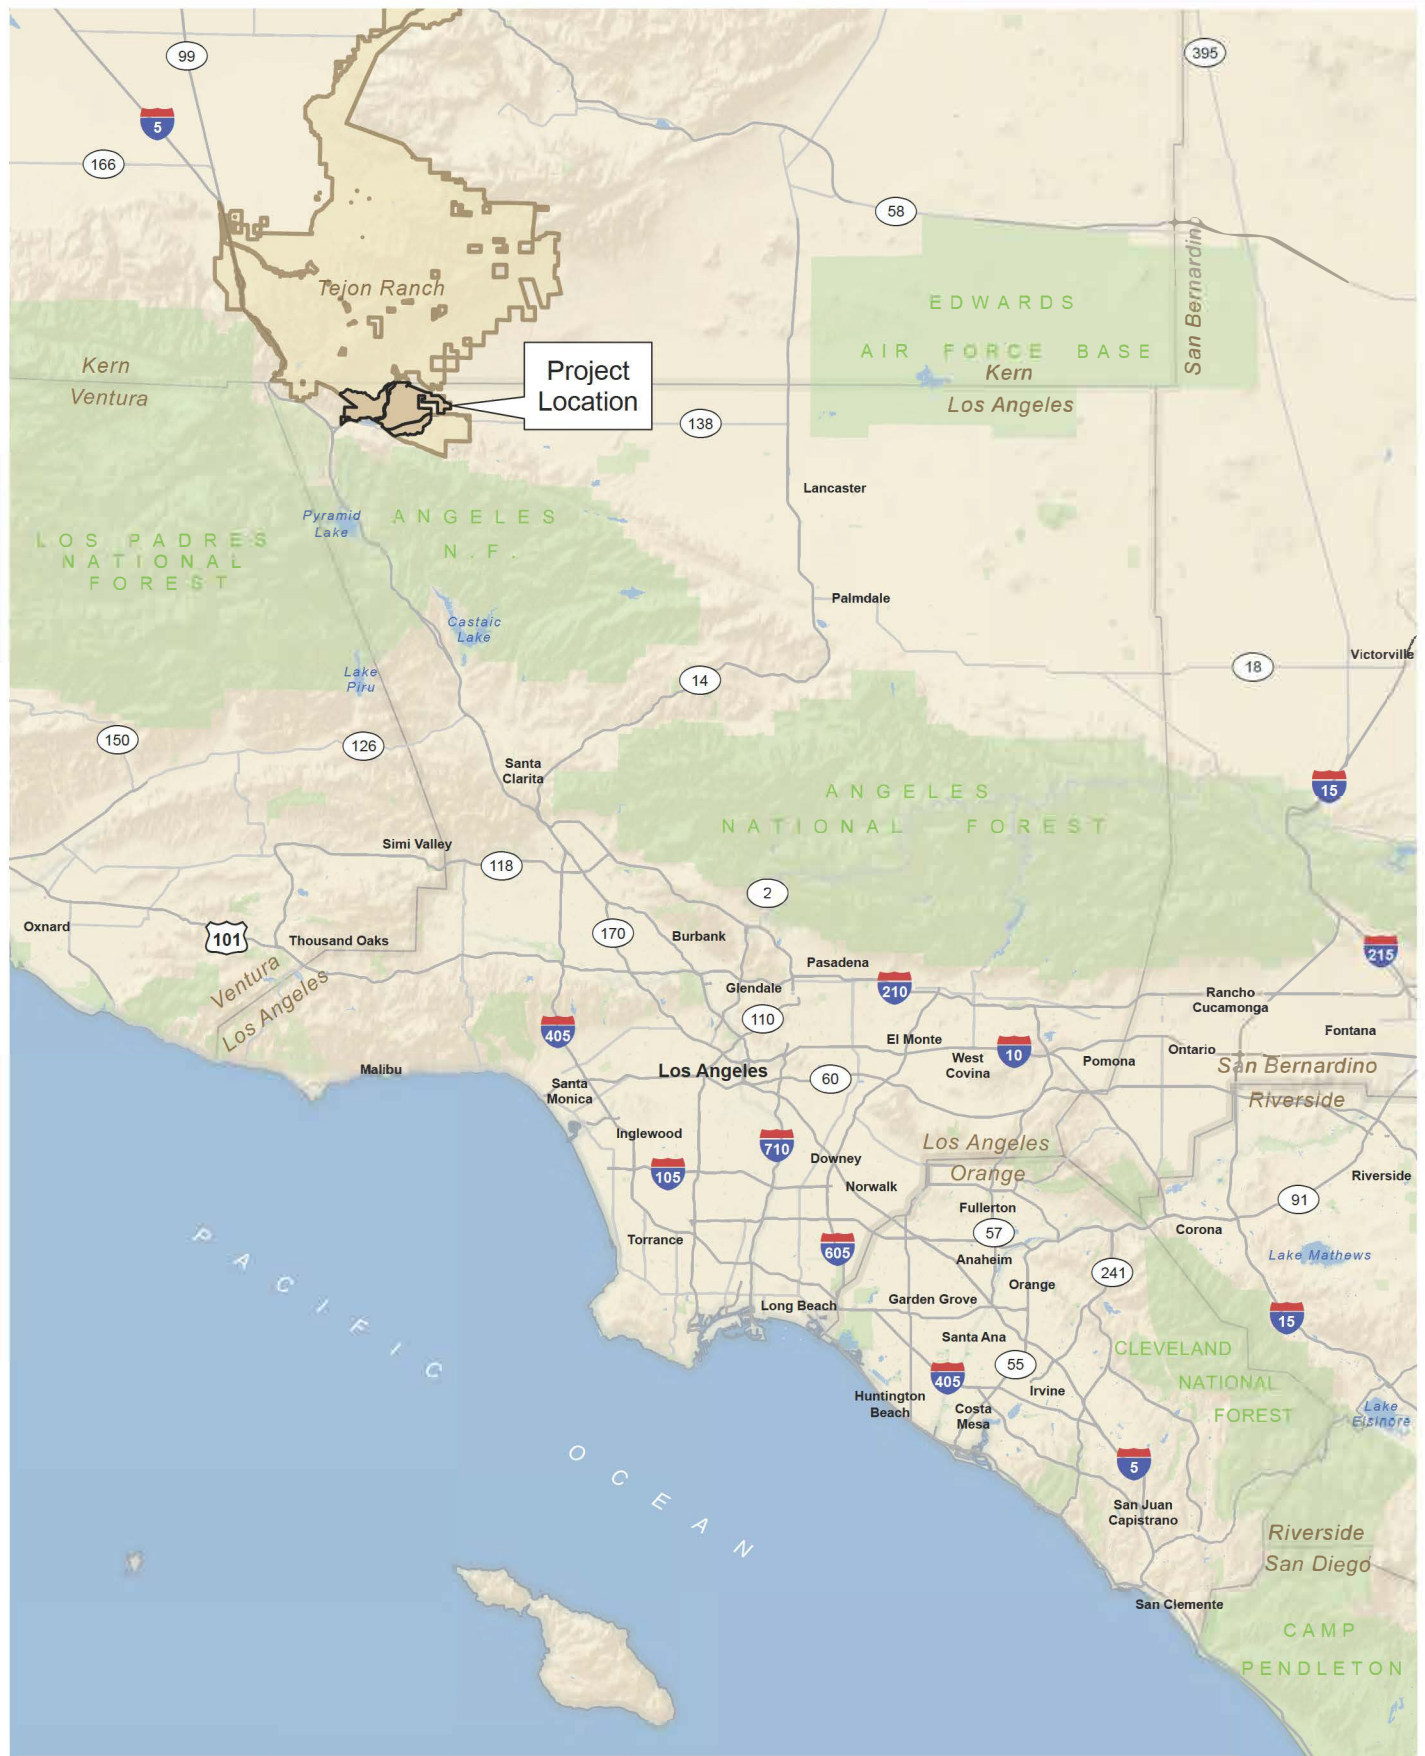 99
395
5
166
58
Tejon Ranch
EDWARDS
AIR FORCE BASE
San Bernardino
Kern
Ventura
Project
Location
Kern
Los Angeles
138
Lancaster
Pyramid
Lake
ANGELES
N.F.
LOS PADRES
NATIONAL
FOREST
Palmdale
Castaic
Lake
Victorville
18
Lake
Piru
14
150
126
Santa
Clarita
15
ANGELES
NATIONAL FOREST
Simi Valley
118
2
Oxnard
101
Thousand Oaks
170
Burbank
215
Pasadena
Ventura
Los Angeles
Glendale
210
Rancho
Cucamonga
110
405
El Monte
Fontana
West
Covina
10
Pomona
Ontario
Malibu
Los Angeles
60
San Bernardino
Riverside
Santa
Monica
Inglewood
710
Los Angeles
Orange
Downey
105
Norwalk
Riverside
91
Fullerton
57
Corona
Torrance
605
Anaheim
Lake Mathews
241
Orange
PACIFIC
Long Beach
Garden Grove
15
Santa Ana
CLEVELAND
NATIONAL
FOREST
55
405
Irvine
Huntington
Beach
Costa
Mesa
Lake
Elsinore
OCEAN
5
San Juan
Capistrano
Riverside
San Diego
San Clemente
CAMP
PENDLETON